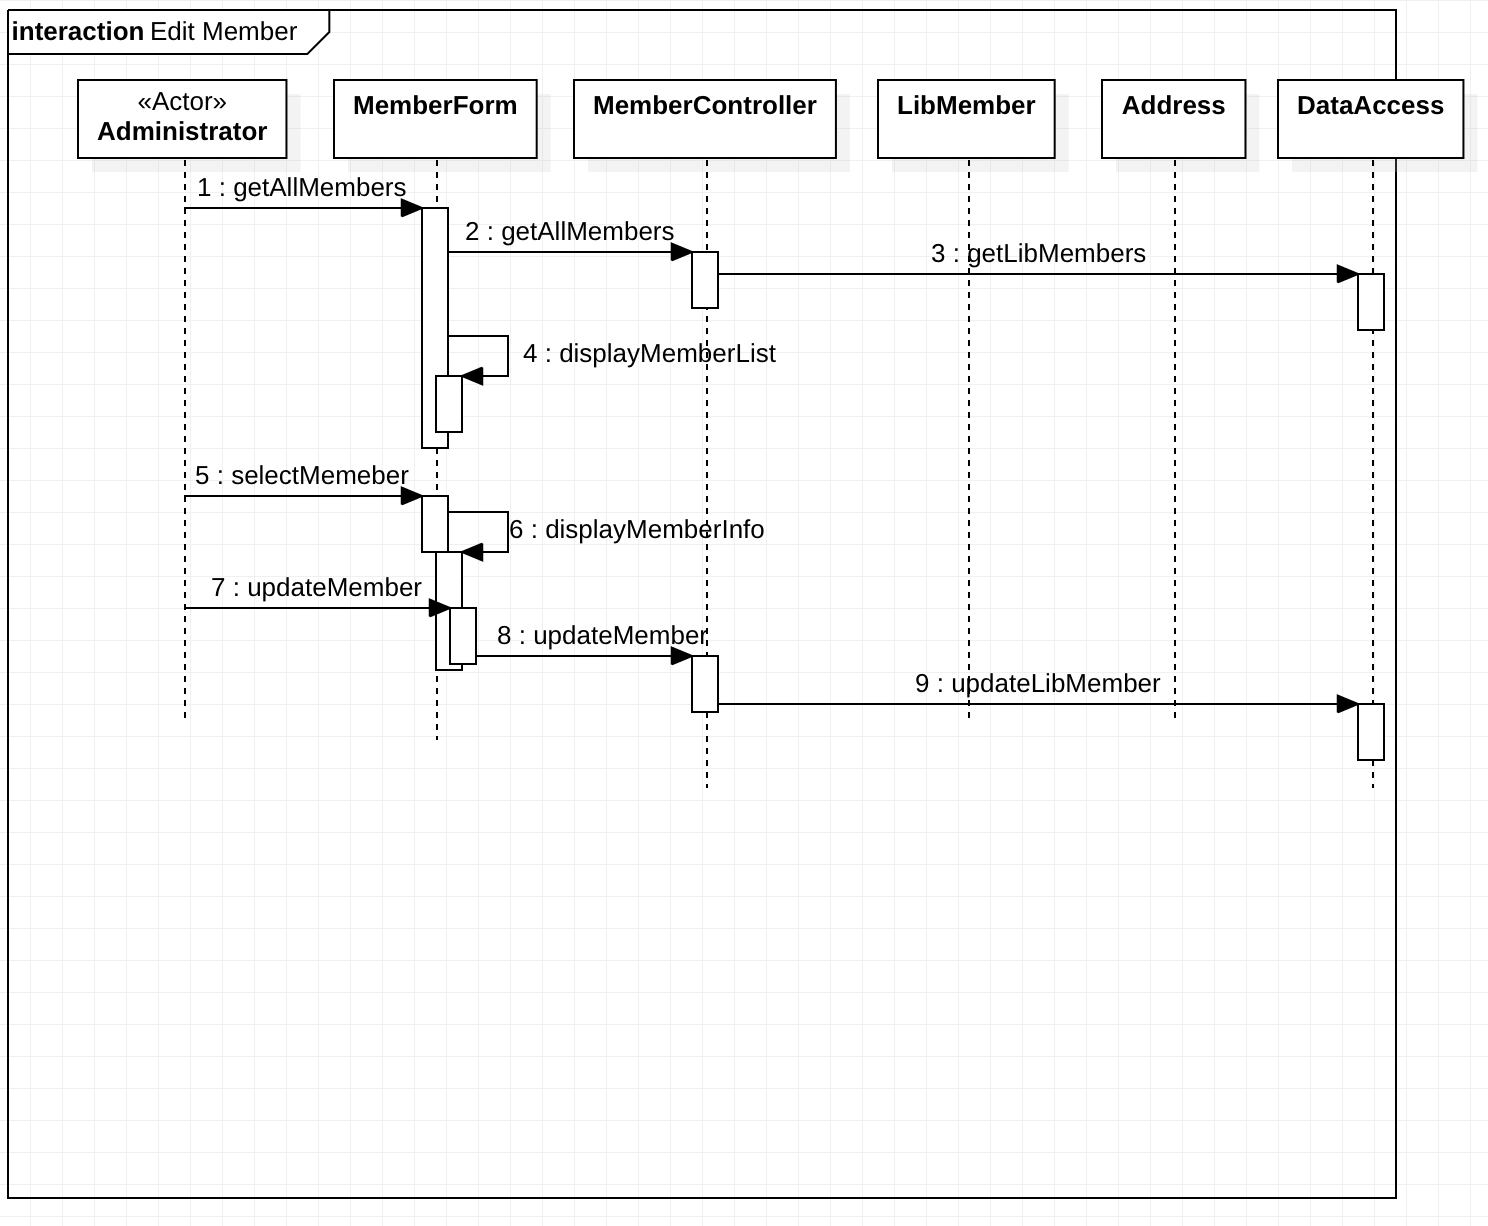 interaction Edit Member
«Actor»
Administrator
MemberForm
MemberController
LibMember
Address
DataAccess
1 : getAllMembers
2 : getAllMembers
3 : getLibMembers
4 : displayMemberList
5 : selectMemeber
6 : displayMemberInfo
7 : updateMember
8 : updateMember
9 : updateLibMember